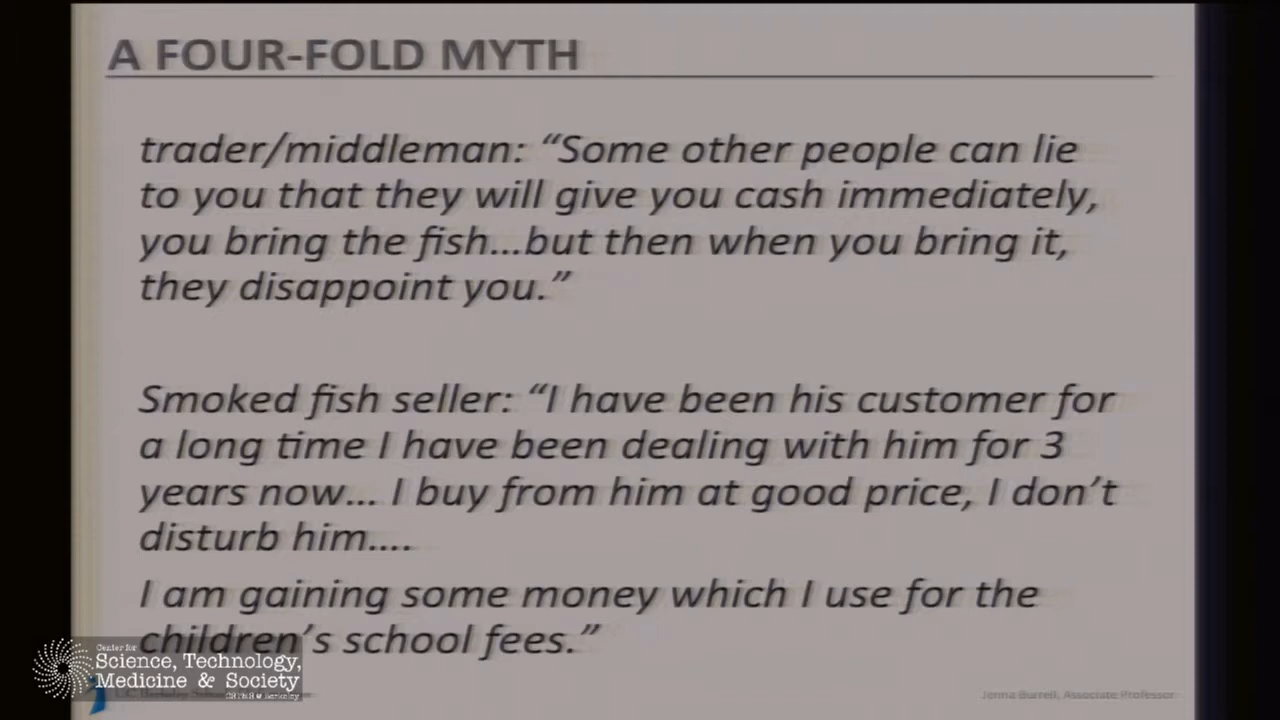 A FOUR-FOLD MYTH
trader/middleman: “Some other people can lie
to you that they will give you cash immediately,
you bring the fish...but then when you bring it,
they disappoint you.”
Smoked fish seller: “I have been his customer for
a long time I have been dealing with him for 3
years now... I buy from him at good price, I don’t
disturb him....
I am gaining some money which I use for the
children’s school fees.”
Center for
Science, Technology,
Medicine & Society
Jenna Burrell, Associate Professor